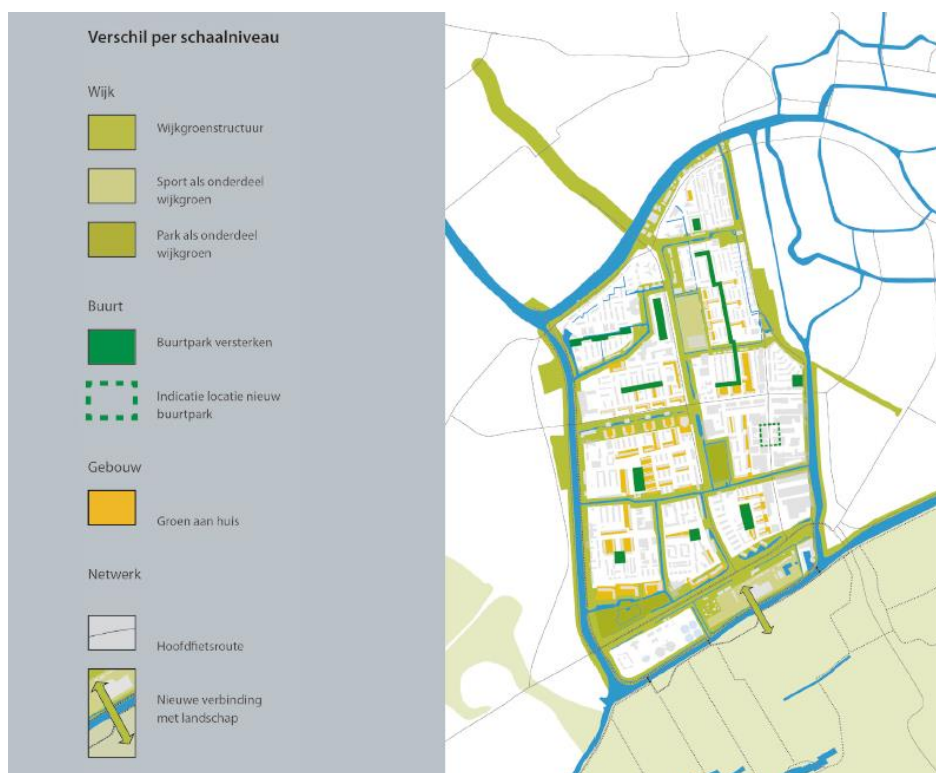 Verschil per schaalniveau
Wijk
Wijkgroenstructuur
Sport als onderdeel
wijkgroen
Park als onderdeel
wijkgroen
Buurt
Buurtpark versterken
Indicatie locatie nieuw
buurtpark
Gebouw
Groen aan huis
Netwerk
Hoofdfietsroute
Nieuwe verbinding
met landschap